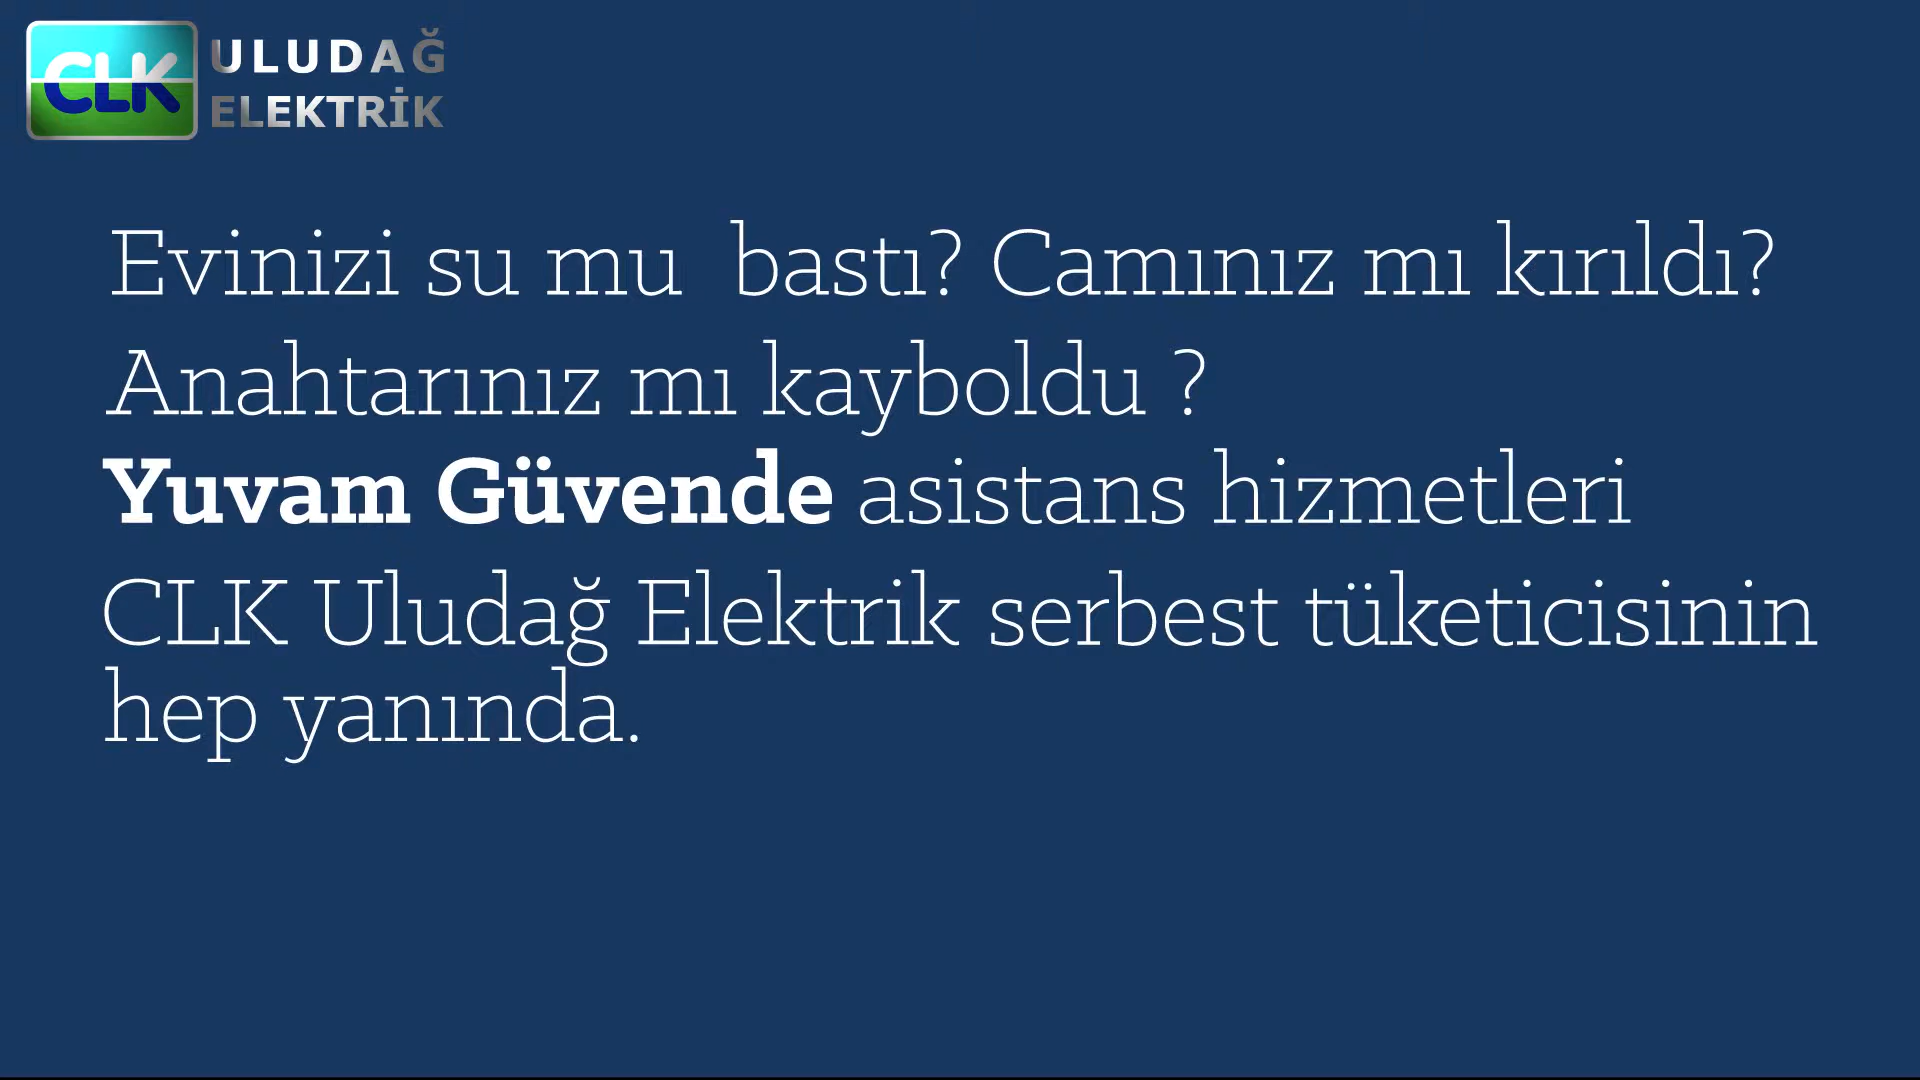 CLK
ULUDAĞ
ELEKTRİK
Evinizi su mu bastı? Camınız mı kırıldı?
Anahtarınız mı kayboldu ?
Yuvam Güvende asistans hizmetleri
CLK Uludağ Elektrik serbest tüketicisinin
hep yanında.